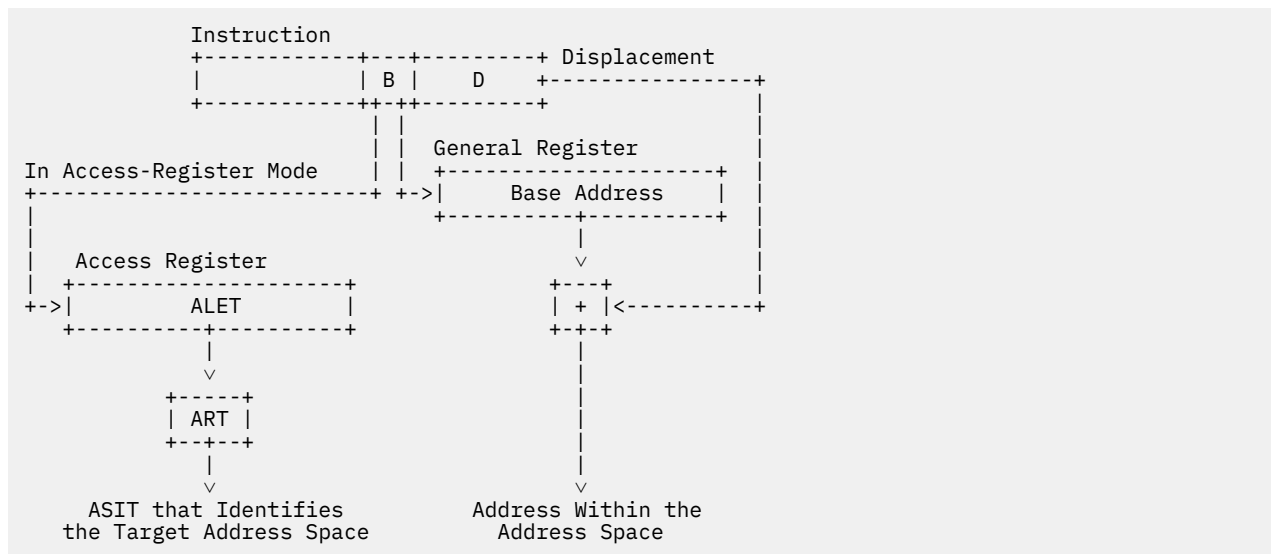 Instruction
Displacement
B D
General Register
In Access-Register Mode
Base Address
Access Register
ALET +
ART
ASIT that Identifies Address Within the
the Target Address Space Address Space